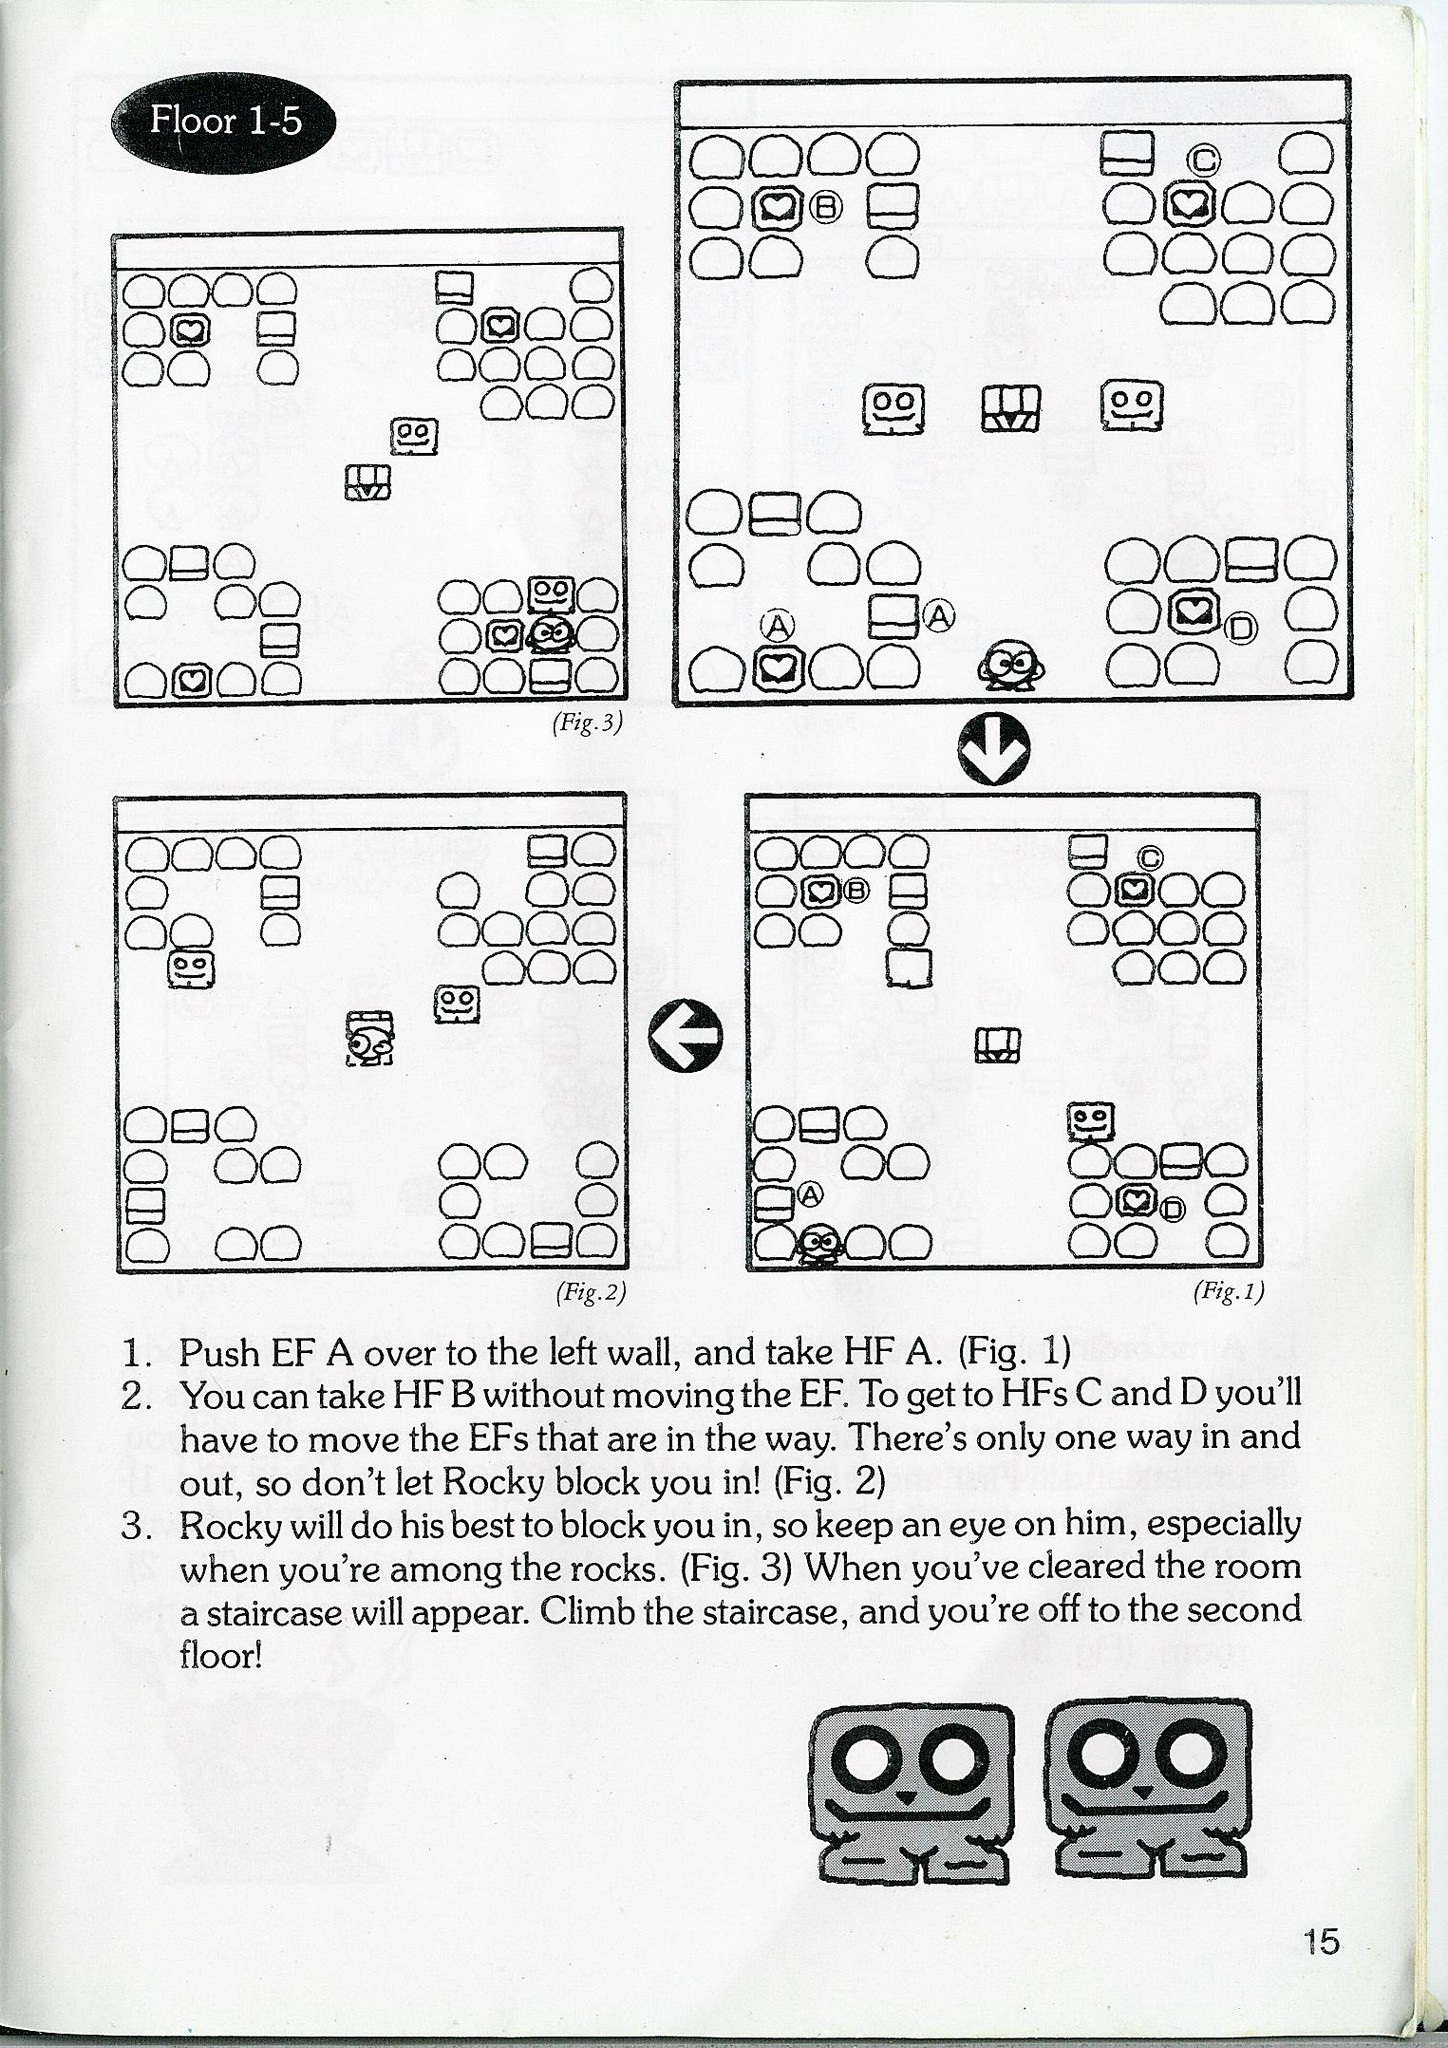 Floor 1-5
C
B
A
A
D
(Fig.3)
C
B
A
D
(Fig.2)
(Fig.1)
1. Push EF A over to the left wall, and take HF A. (Fig. 1)
2. You can take HF B without moving the EF. To get to HFs C and D you'll
have to move the EFs that are in the way. There's only one way in and
out, so don't let Rocky block you in! (Fig. 2)
3. Rocky will do his best to block you in, so keep an eye on him, especially
when you're among the rocks. (Fig. 3) When you've cleared the room
a staircase will appear. Climb the staircase, and you're off to the second
floor!
15